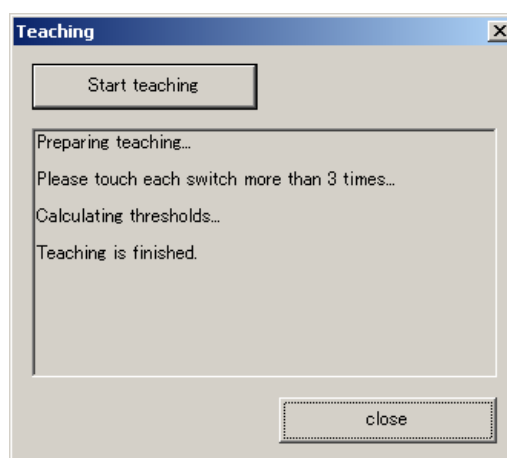 Teaching
Start teaching
Preparing teaching...
Please touch each switch more than 3 times...
Calculating thresholds...
Teaching is finished.
close